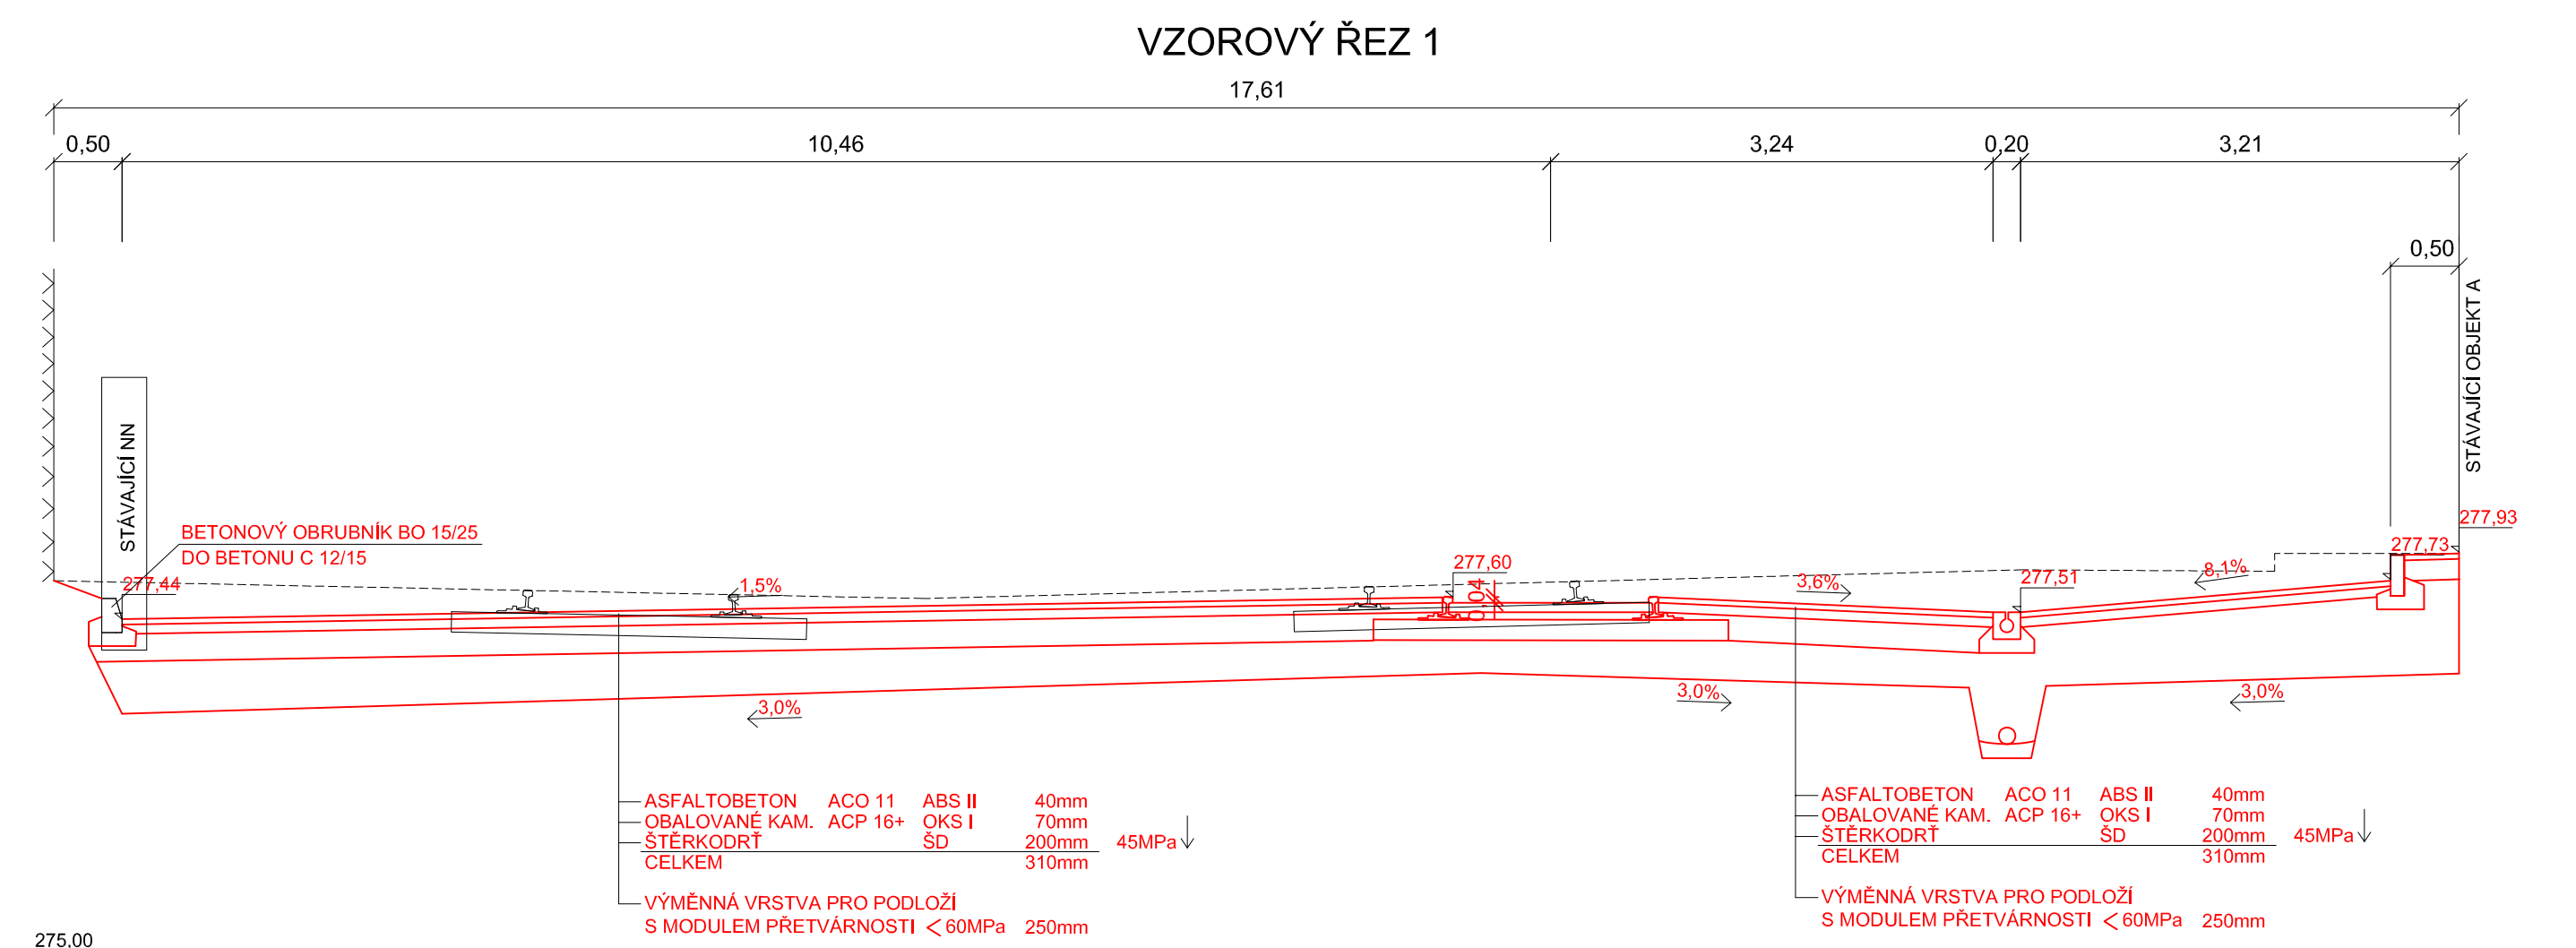 VZOROVÝ ŘEZ 1
17,61
0,50 10,46 3,24 0,20 3,21
0,50
STÁVAJÍCÍ OBJEKT A
STÁVAJÍCÍ NN
BETONOVÝ OBRUBNÍK BO 15/25
DO BETONU C 12/15
277,93
277,73
277,44
1,5%
277,60
0,04
3,6%
277,51
8,1%
3,0%
3,0%
3,0%
ASFALTOBETON ACO 11 ABS II 40mm
OBALOVANÉ KAM. ACP 16+ OKS I 70mm
ŠTĚRKODRŤ ŠD 200mm 45MPa
CELKEM 310mm
VÝMĚNNÁ VRSTVA PRO PODLOŽÍ
S MODULEM PŘETVÁRNOSTI < 60MPa 250mm
ASFALTOBETON ACO 11 ABS II 40mm
OBALOVANÉ KAM. ACP 16+ OKS I 70mm
ŠTĚRKODRŤ ŠD 200mm 45MPa
CELKEM 310mm
VÝMĚNNÁ VRSTVA PRO PODLOŽÍ
S MODULEM PŘETVÁRNOSTI < 60MPa 250mm
275,00